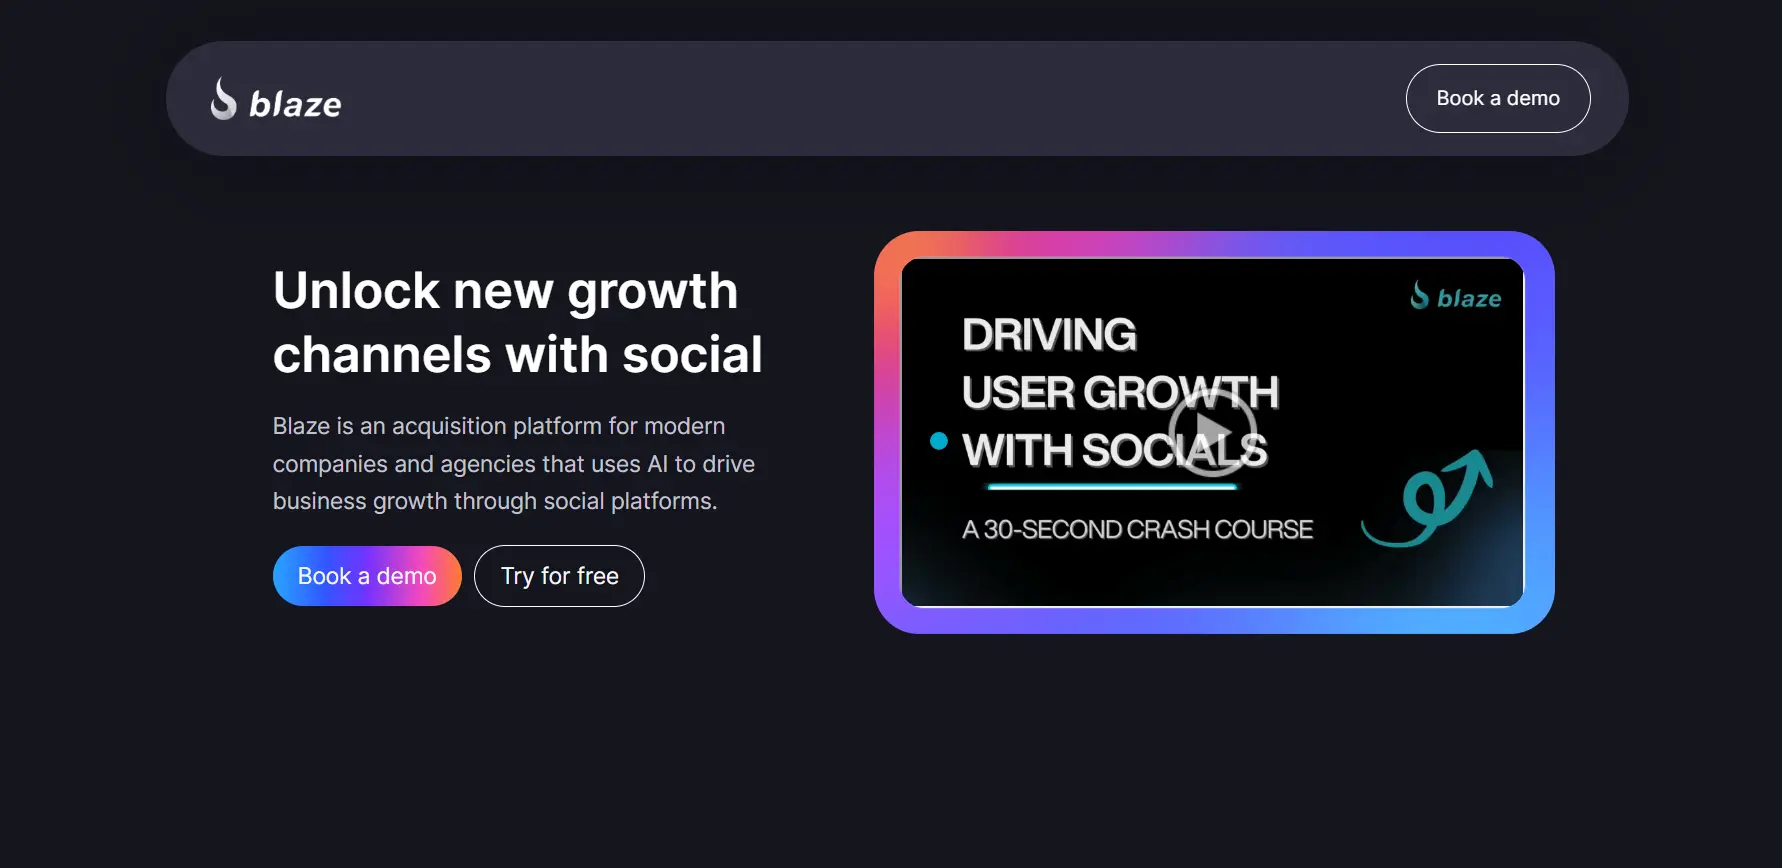 blaze
Book a demo
Unlock new growth
channels with social
Blaze is an acquisition platform for modern
companies and agencies that uses AI to drive
business growth through social platforms.
Book a demo
Try for free
blaze
DRIVING
USER GROWTH
WITH SOCIALS
A 30-SECOND CRASH COURSE